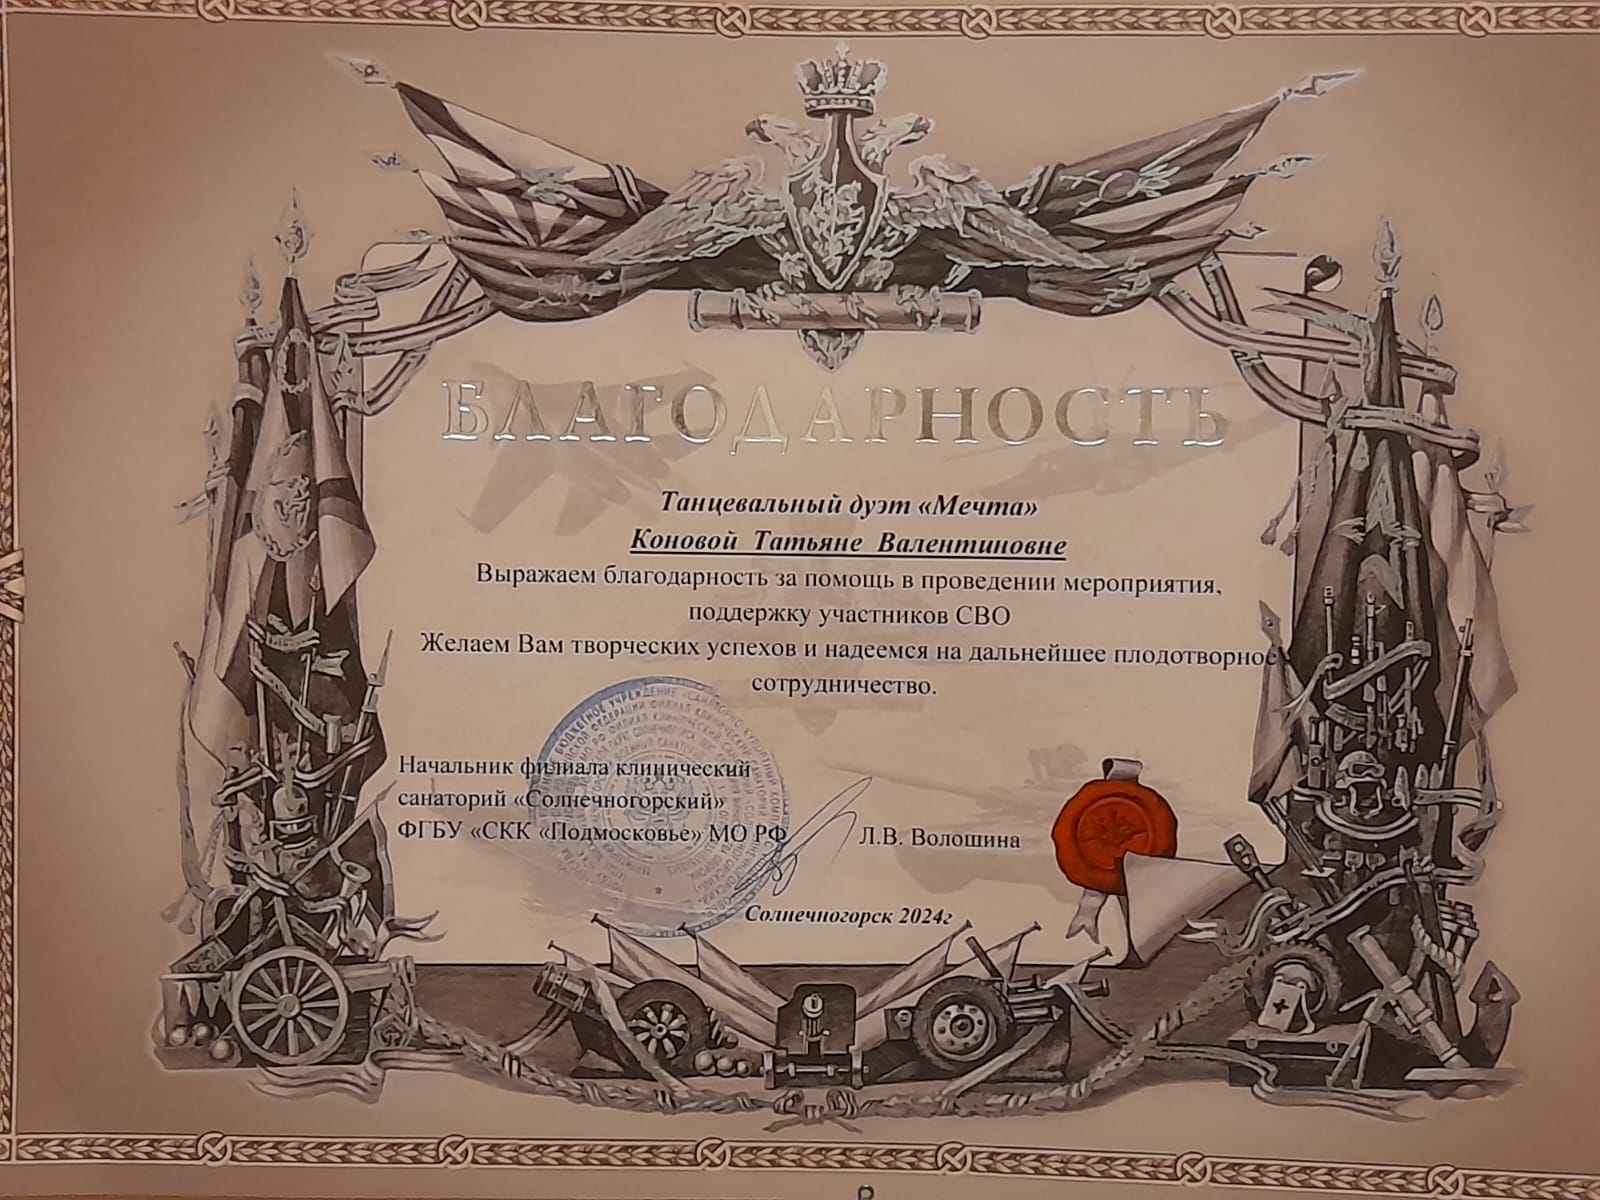 БЛАГОДАРНОСТЬ
Танцевальный дуэт «Мечта»
Коновой Татьяне Валентиновне
Выражаем благодарность за помощь в проведении мероприятия,
поддержку участников СВО
Желаем Вам творческих успехов и надеемся на дальнейшее плодотворное
сотрудничество.
Начальник филиала клинический
санаторий «Солнечногорский»
ФГБУ «СКК «Подмосковье» МО РФ
Л.В. Волошина
Солнечногорск 2024г